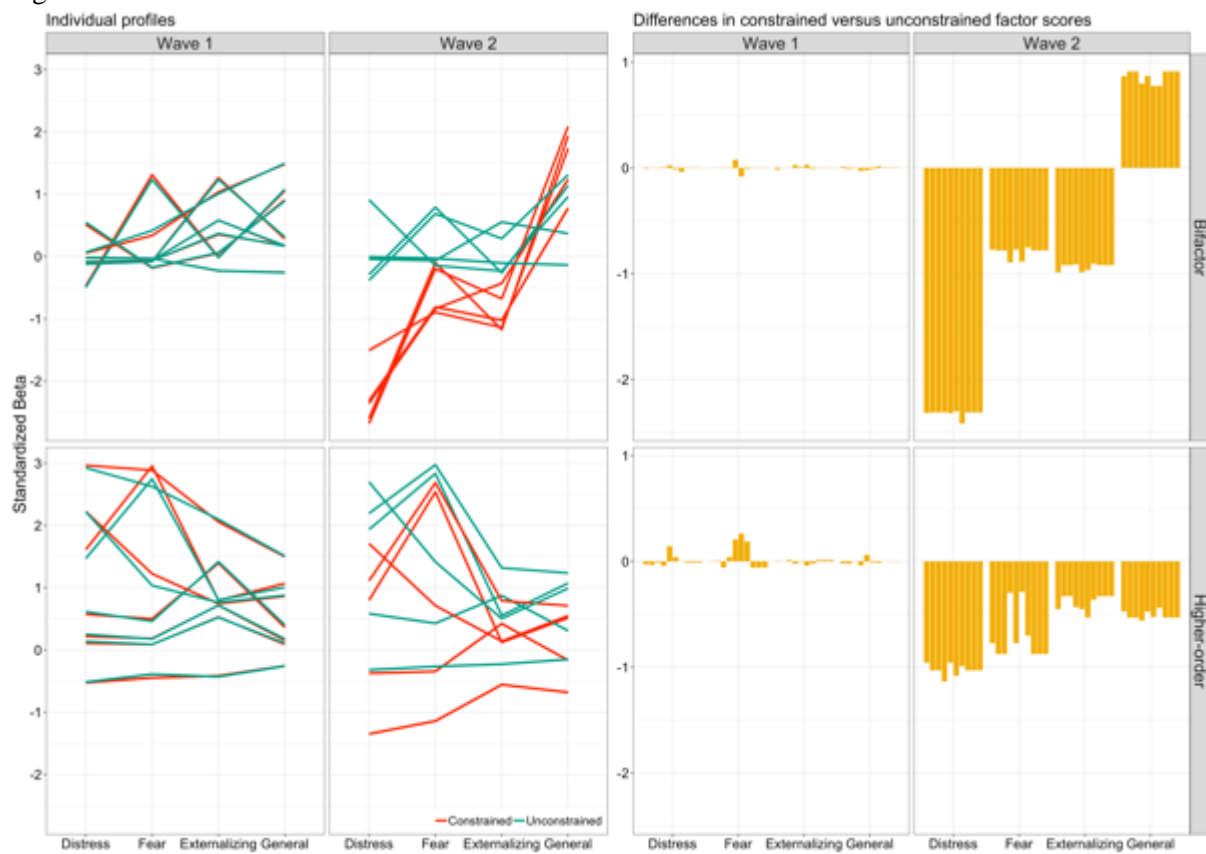 Individual profiles
Differences in constrained versus unconstrained factor scores
Wave 1
Wave 2
Wave 1
Wave 2
3
2
1
0
-1
-2
1
0
-1
-2
Bifactor
Standardized Beta
3
2
1
0
-1
-2
1
0
-1
-2
Higher-order
Constrained Unconstrained
Distress Fear Externalizing General
Distress Fear Externalizing General
Distress Fear Externalizing General
Distress Fear Externalizing General